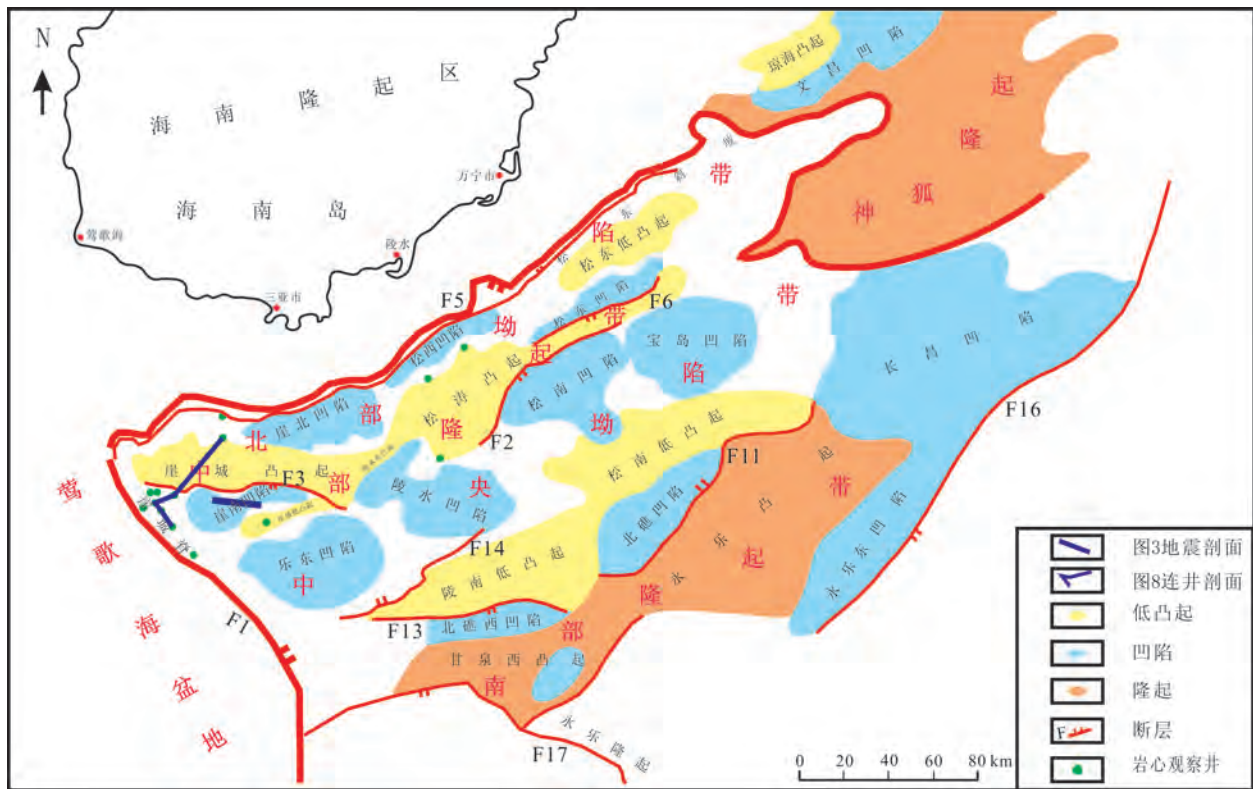 N
海南隆起区
海南岛
万宁市
莺歌海
陵水
三亚市
琼海凸起
文昌凹陷
神狐隆起
北部坳陷带
松东低凸起
松东凹陷
F5
F6
松西凹陷
宝岛凹陷
长昌凹陷
中部隆起带
松涛凸起
松南凹陷
崖北凹陷
F2
F16
中央坳陷带
松南低凸起
崖城凸起
F3
崖南凹陷
陵水凹陷
F11
北礁凹陷
永乐凸起
永乐东凹陷
莺歌海盆地
乐东凹陷
F14
陵南低凸起
F1
F13
北礁西凹陷
南部隆起带
甘泉西凸起
F17
永乐隆起
0 20 40 60 80 km
图3地震剖面
图8连井剖面
低凸起
凹陷
隆起
F 断层
岩心观察井